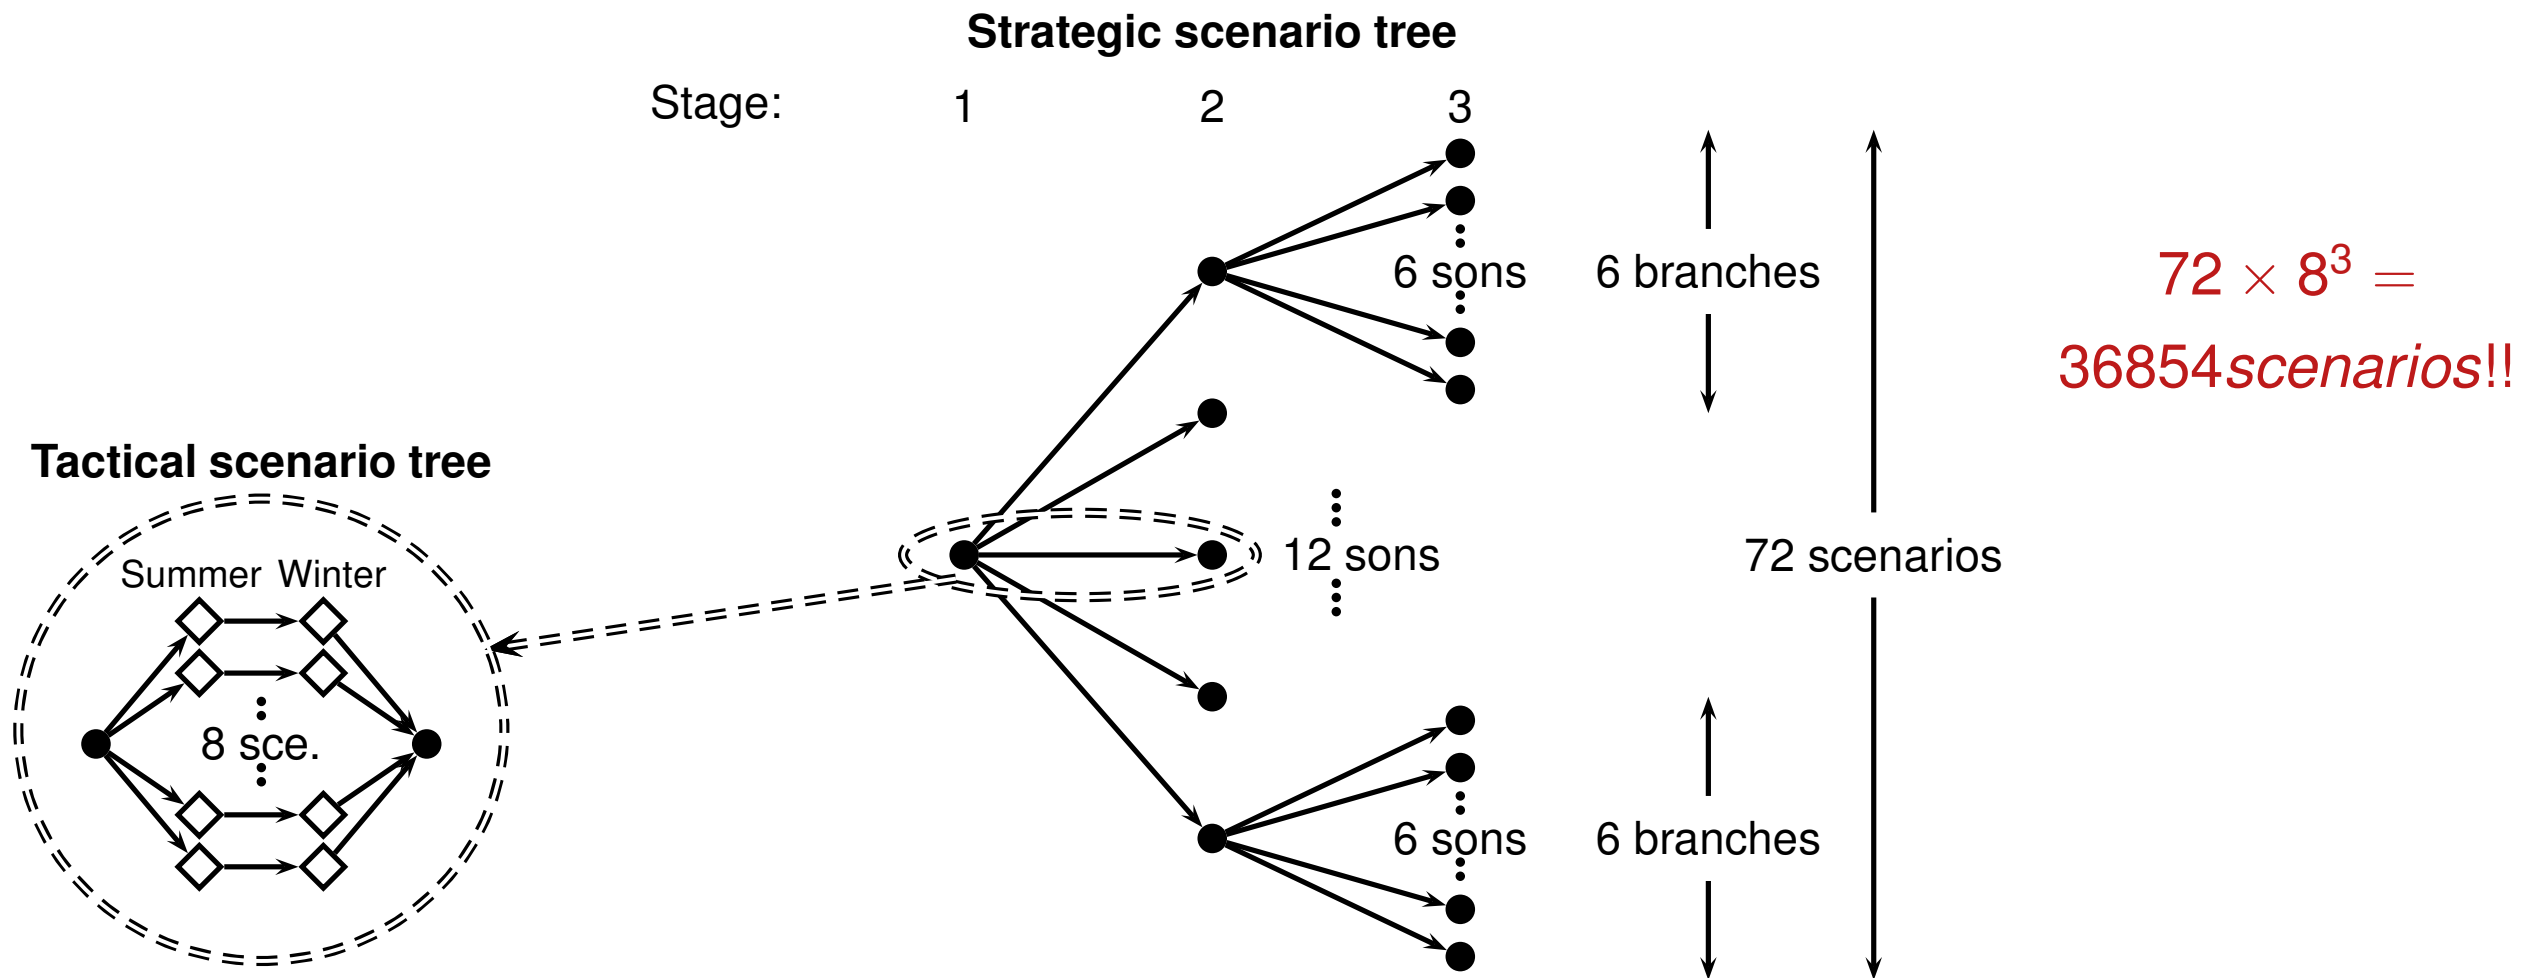 Strategic scenario tree
Stage: 1 2 3
6 sons 6 branches
72 × 8³ =
36854scenarios!!
Tactical scenario tree
Summer Winter
12 sons
72 scenarios
8 sce.
6 sons 6 branches